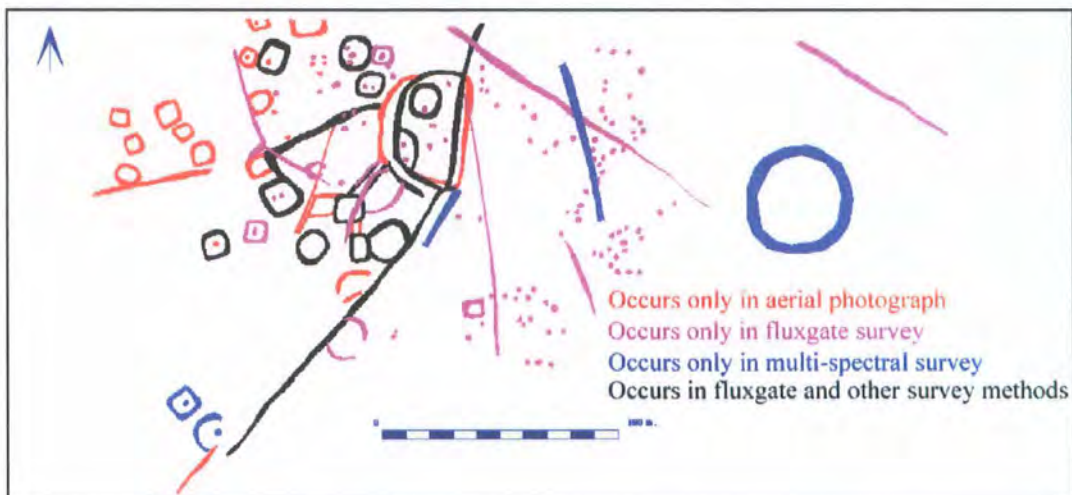 Occurs only in aerial photograph
Occurs only in fluxgate survey
Occurs only in multi-spectral survey
Occurs in fluxgate and other survey methods
0